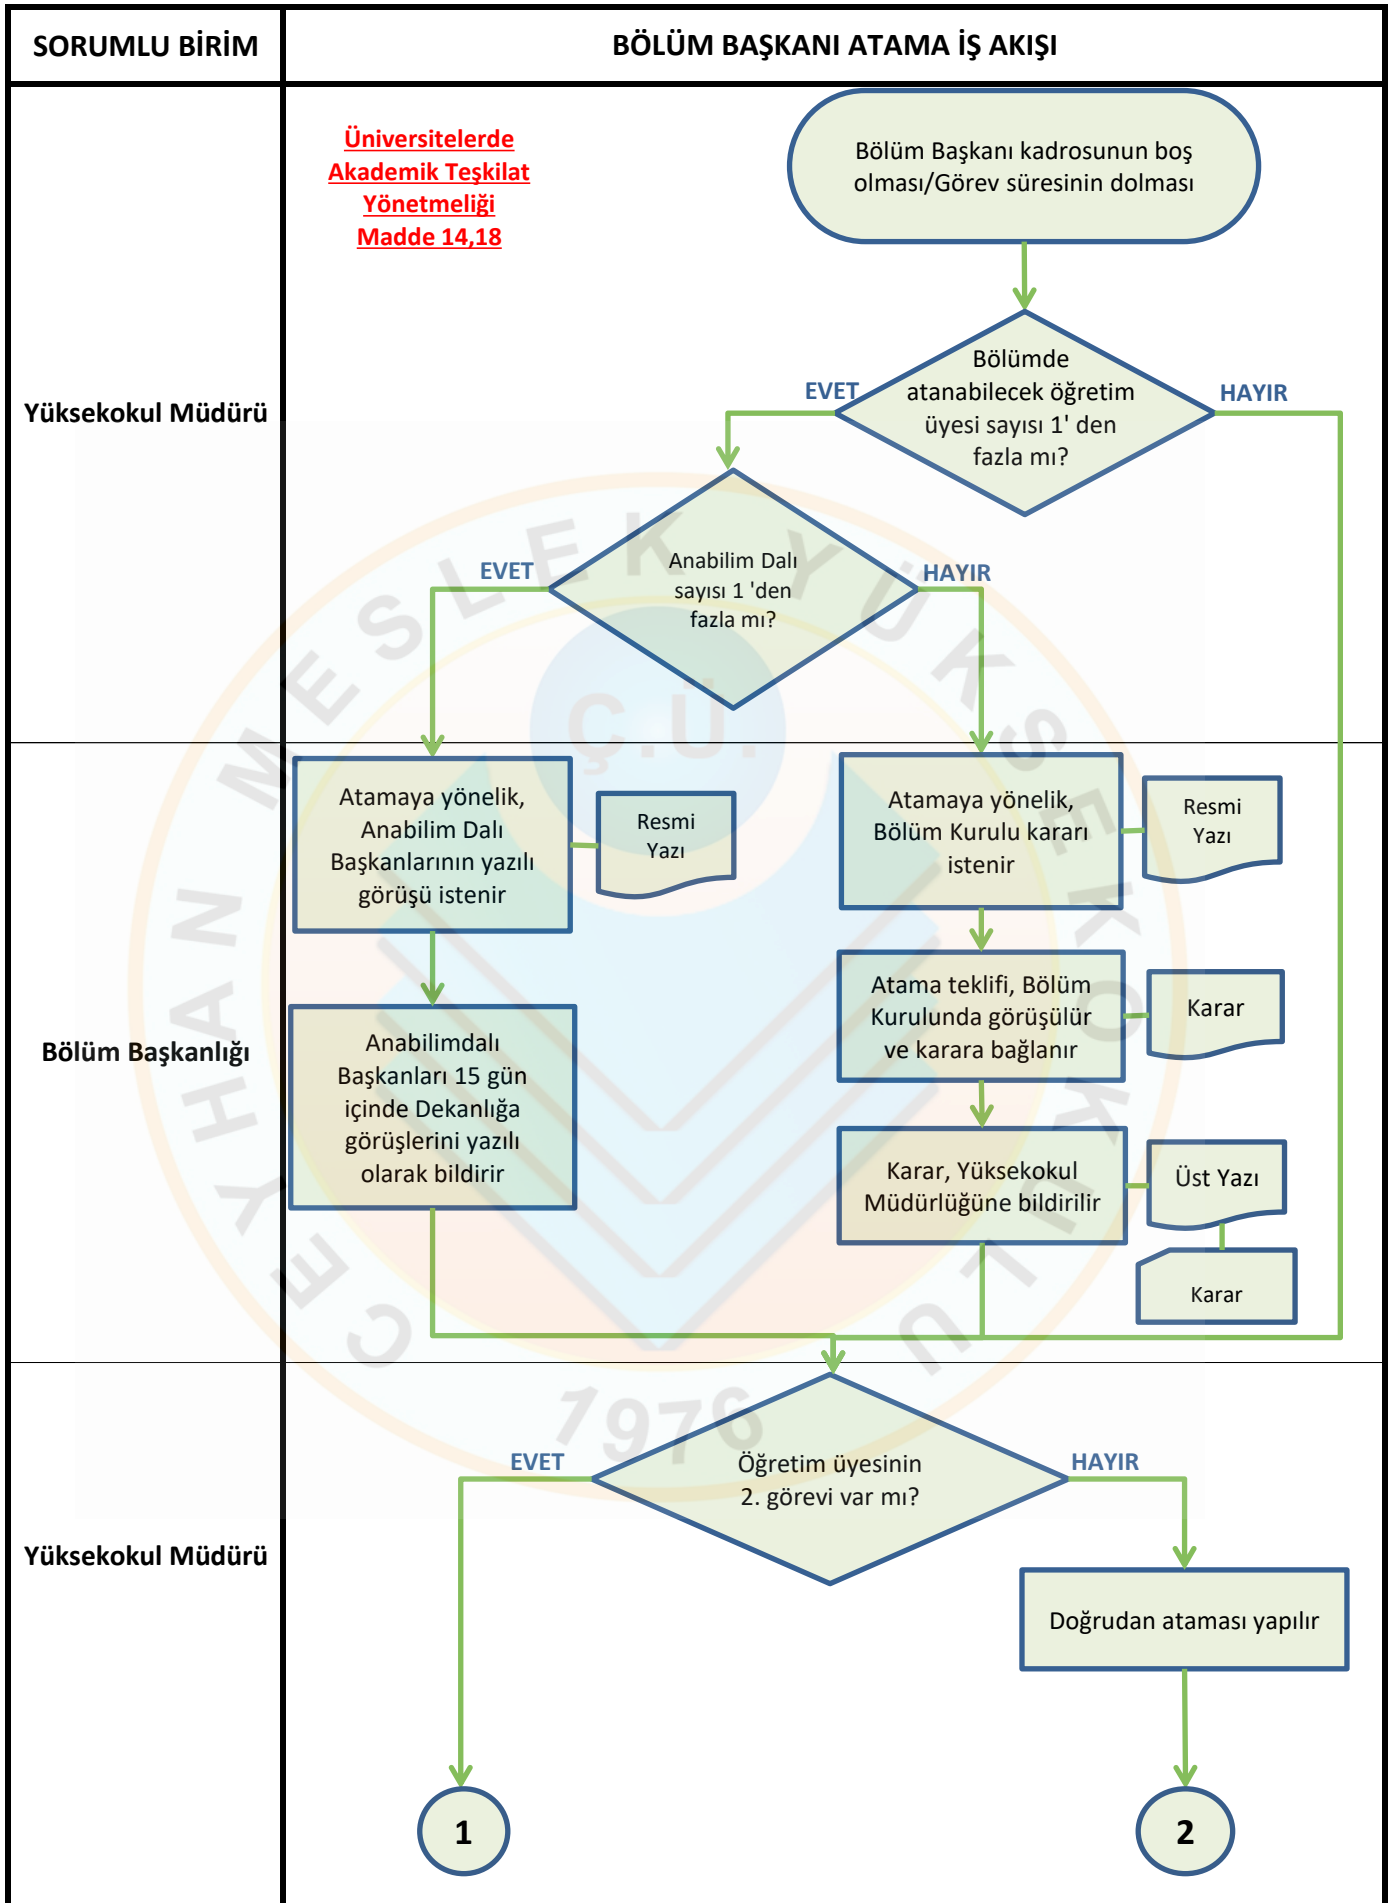 SORUMLU BİRİM
BÖLÜM BAŞKANI ATAMA İŞ AKIŞI
Üniversitelerde
Akademik Teşkilat
Yönetmeliği
Madde 14,18
Bölüm Başkanı kadrosunun boş
olması/Görev süresinin dolması
Yüksekokul Müdürü
Bölümde
atanabilecek öğretim
üyesi sayısı 1' den
fazla mı?
EVET
HAYIR
Anabilim Dalı
sayısı 1 'den
fazla mı?
EVET
HAYIR
Bölüm Başkanlığı
Atamaya yönelik,
Anabilim Dalı
Başkanlarının yazılı
görüşü istenir
Resmi
Yazı
Atamaya yönelik,
Bölüm Kurulu kararı
istenir
Resmi
Yazı
Anabilimdalı
Başkanları 15 gün
içinde Dekanlığa
görüşlerini yazılı
olarak bildirir
Atama teklifi, Bölüm
Kurulunda görüşülür
ve karara bağlanır
Karar
Karar, Yüksekokul
Müdürlüğüne bildirilir
Üst Yazı
Karar
Yüksekokul Müdürü
Öğretim üyesinin
2. görevi var mı?
EVET
HAYIR
Doğrudan ataması yapılır
1
2
CEYHAN MESLEK YÜKSEKOKULU
Ç.Ü.
1976